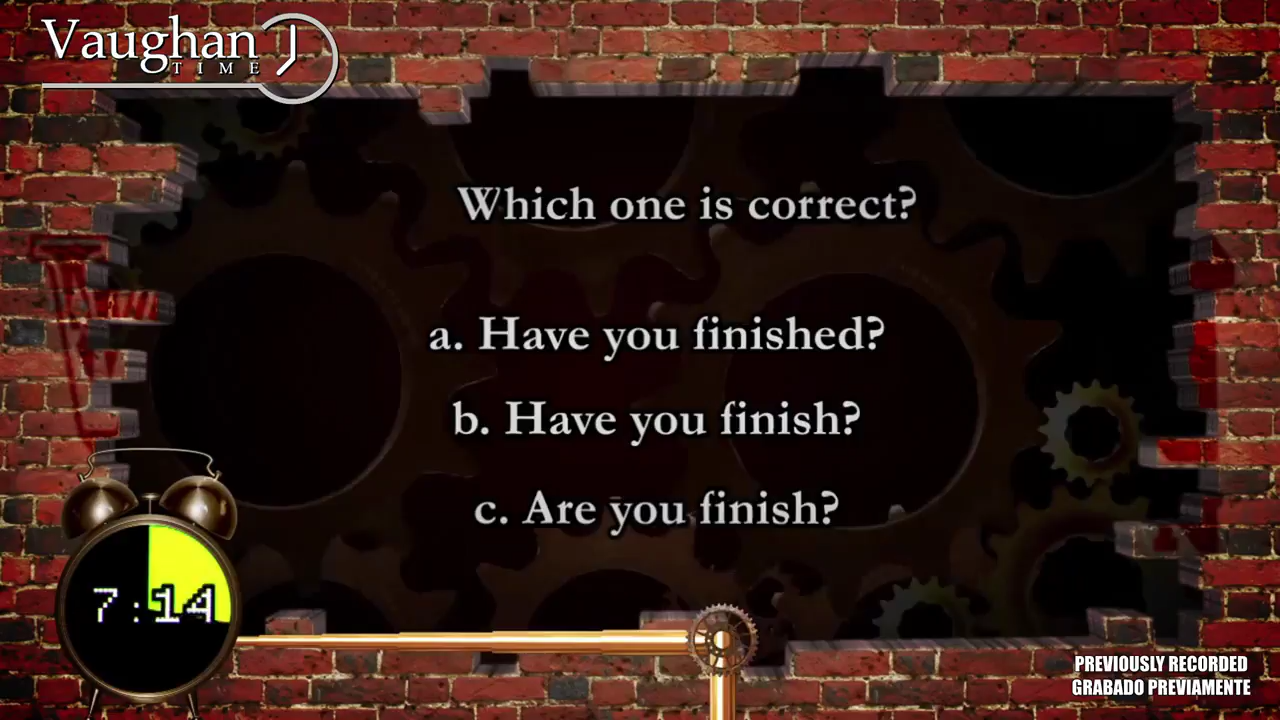 Vaughan
TIME
Which one is correct?
a. Have you finished?
b. Have you finish?
c. Are you finish?
7:14
PREVIOUSLY RECORDED
GRABADO PREVIAMENTE